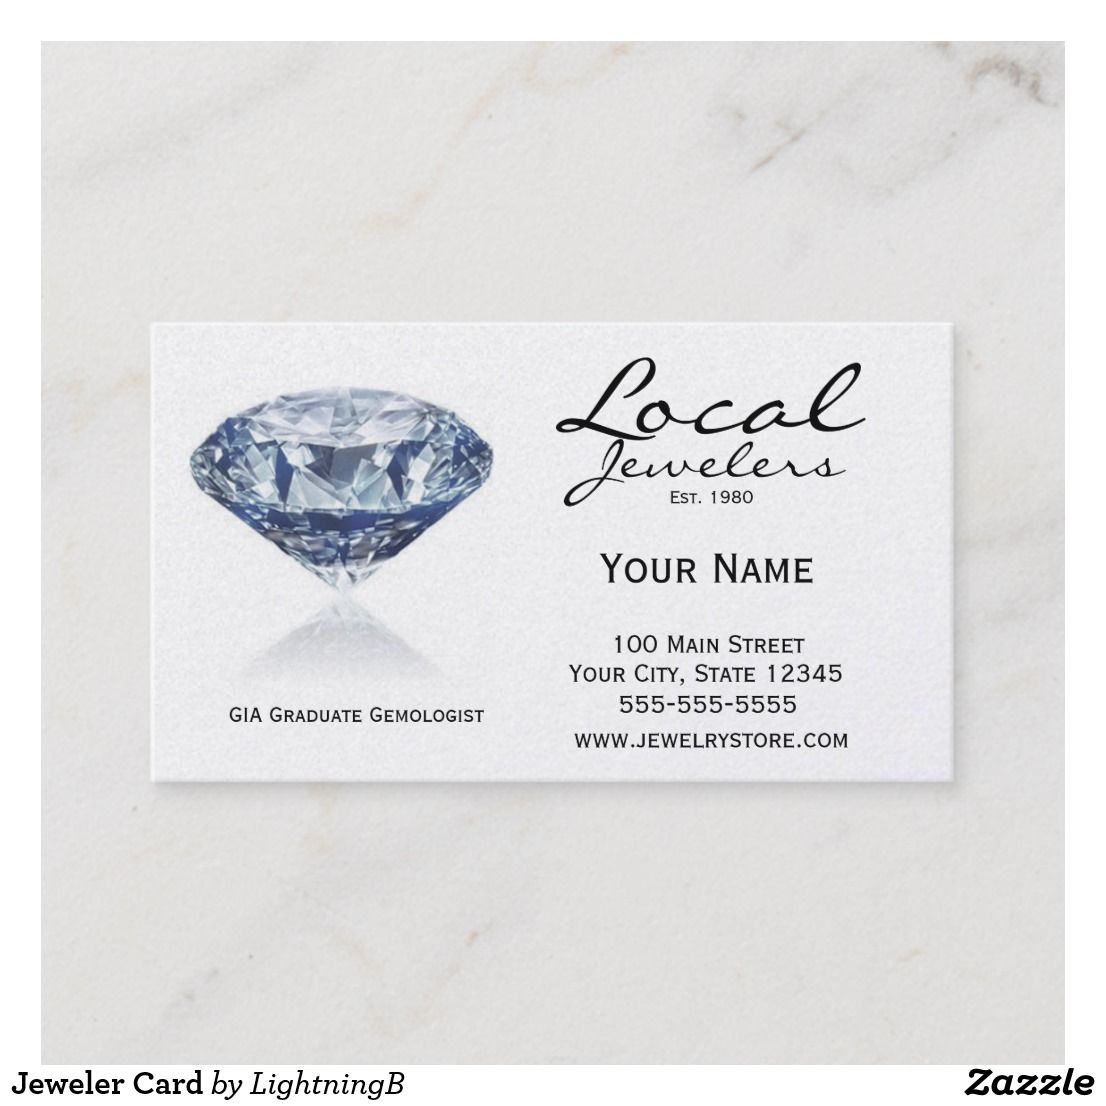 Local
Jewelers
Est. 1980
Your Name
100 Main Street
Your City, State 12345
555-555-5555
www.jewelrystore.com
GIA Graduate Gemologist
Jeweler Card by LightningB
Zazzle